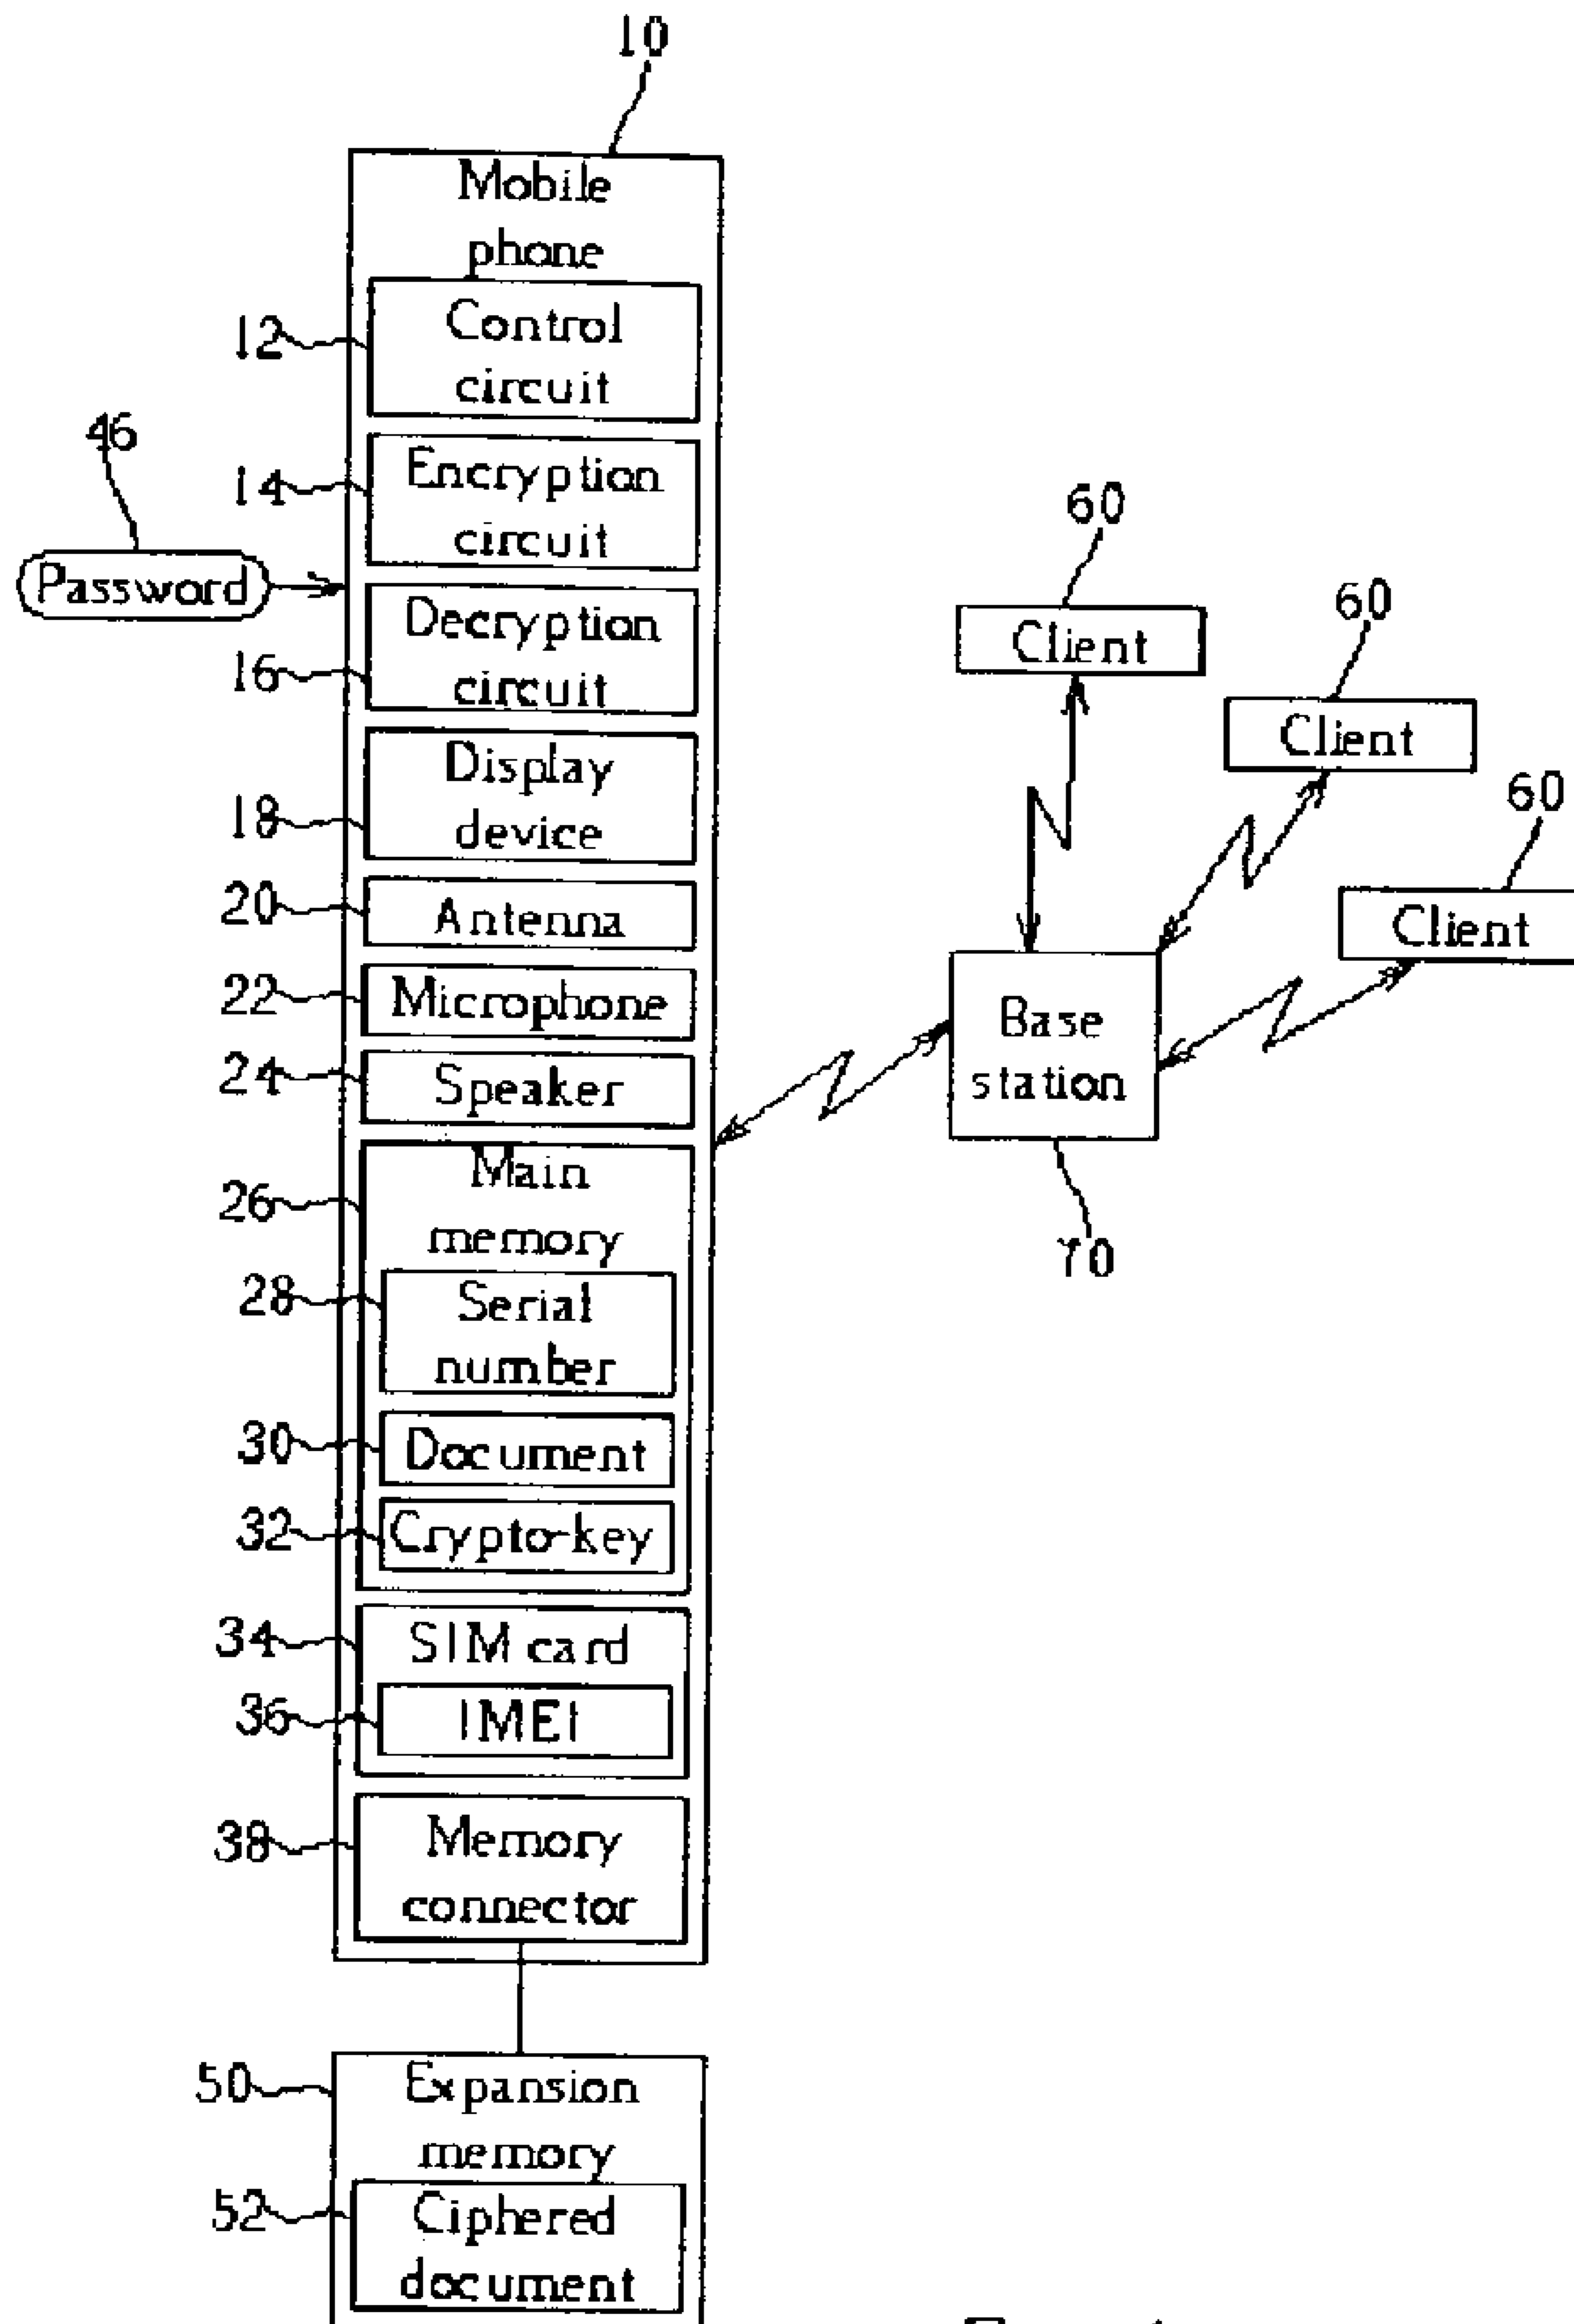 10
Mobile
phone
12
Control
circuit
46
14
Encryption
circuit
Password
16
Decryption
circuit
18
Display
device
20
Antenna
22
Microphone
24
Speaker
26
Main
memory
28
Serial
number
30
Document
32
Crypto-key
34
SIM card
36
IMEI
38
Memory
connector
50
Expansion
memory
52
Ciphered
document
60
Client
60
Client
60
Client
Base
station
70